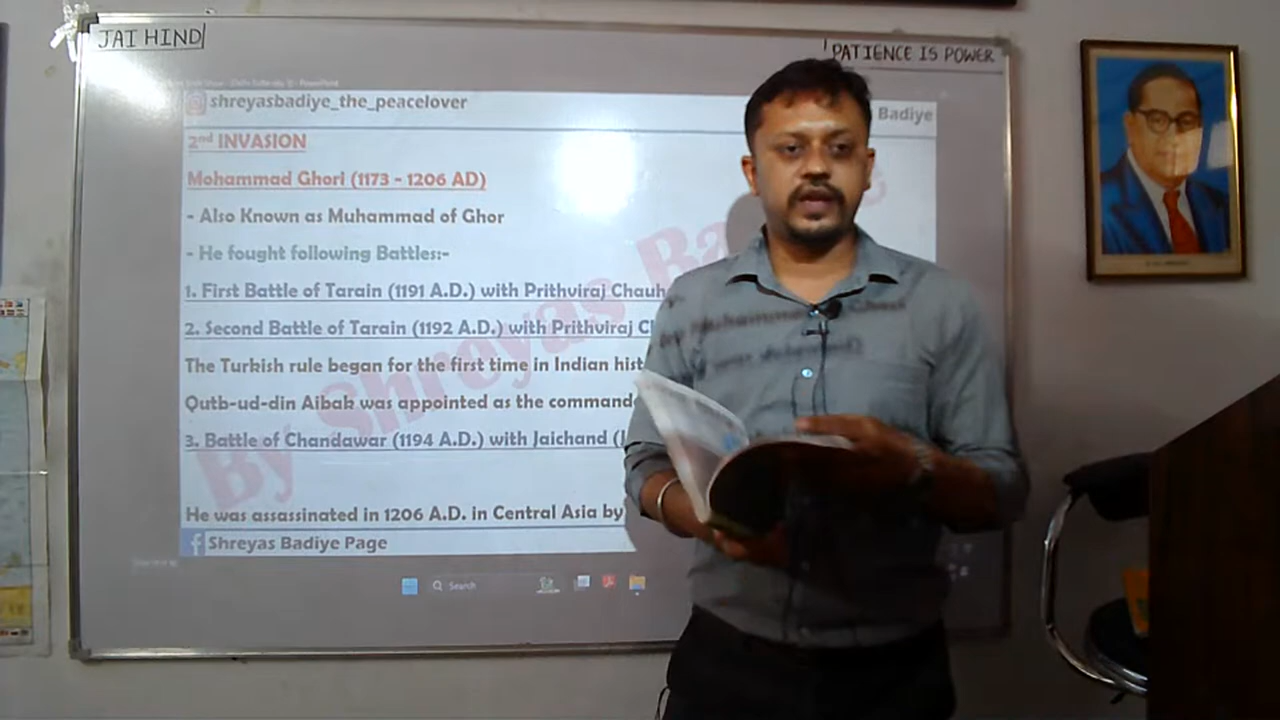 JAI HIND
PATIENCE IS POWER
shreyasbadiye_the_peacelover
Badiye
2nd INVASION
Mohammad Ghori (1173 - 1206 AD)
- Also Known as Muhammad of Ghor
- He fought following Battles:-
1. First Battle of Tarain (1191 A.D.) with Prithviraj Chauh
2. Second Battle of Tarain (1192 A.D.) with Prithviraj
The Turkish rule began for the first time in Indian hist
Qutb-ud-din Aibak was appointed as the command
3. Battle of Chandawar (1194 A.D.) with Jaichand (J
He was assassinated in 1206 A.D. in Central Asia by
By Shreyas Ba
Shreyas Badiye Page
Search